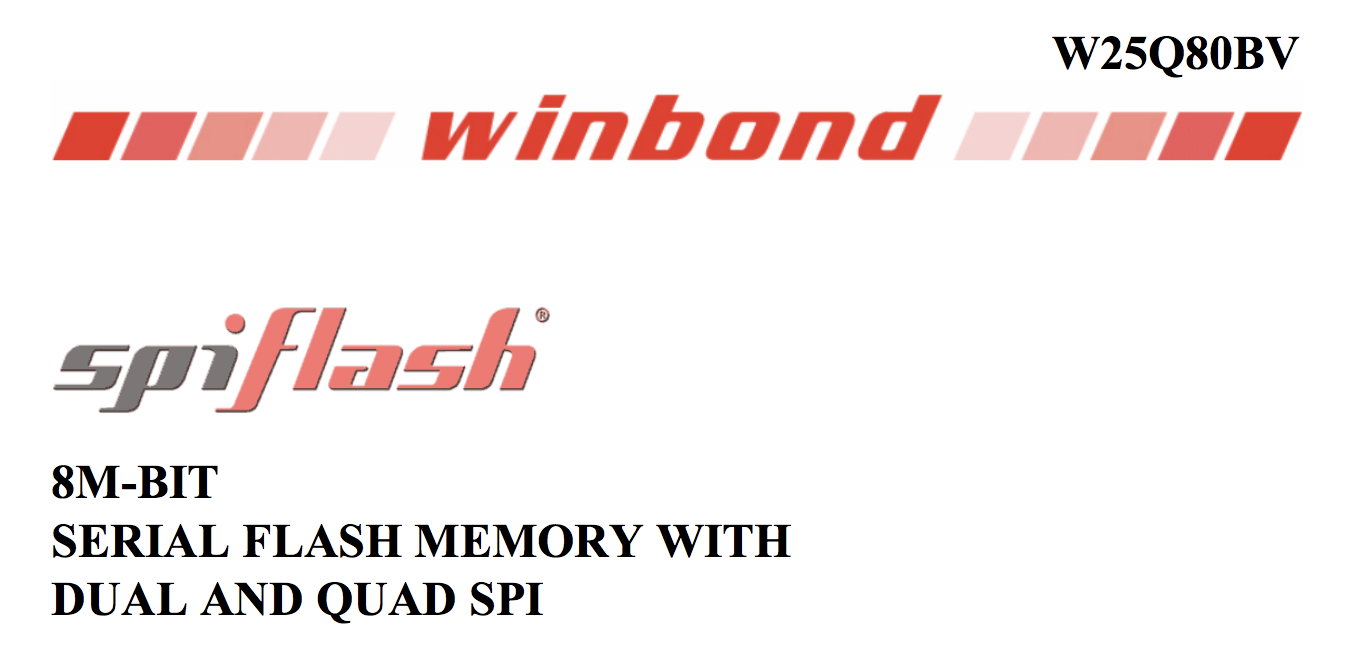 W25Q80BV
winbond
spiflash®
8M-BIT
SERIAL FLASH MEMORY WITH
DUAL AND QUAD SPI